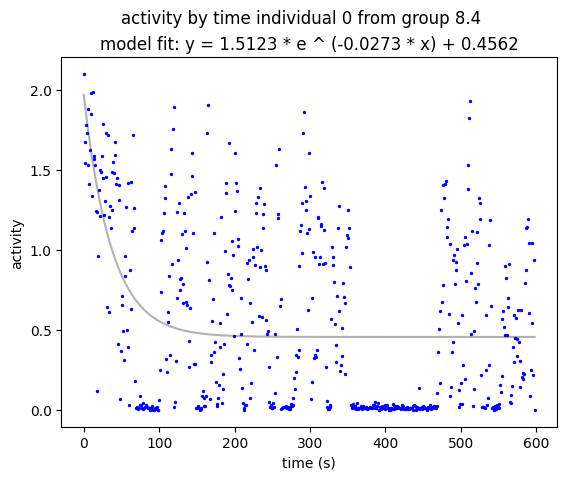 activity by time individual 0 from group 8.4
model fit: y = 1.5123 * e ^ (-0.0273 * x) + 0.4562
2.0
1.5
activity
1.0
0.5
0.0
0 100 200 300 400 500 600
time (s)